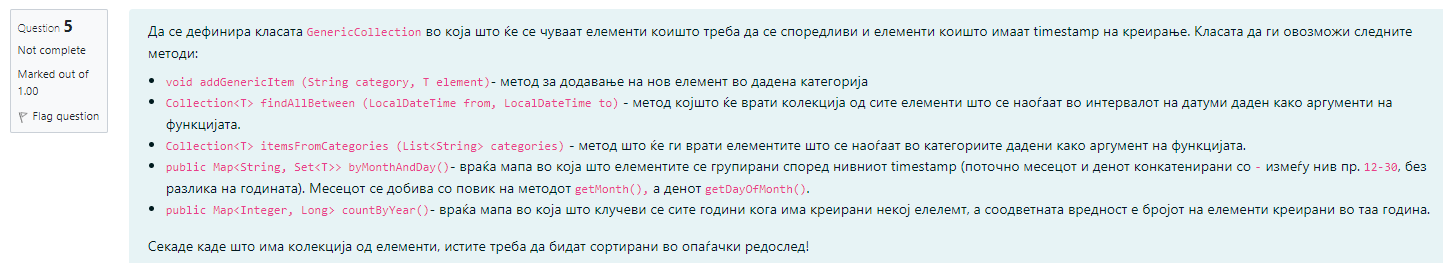 Question 5
Not complete
Marked out of
1.00
Flag question
Да се дефинира класата GenericCollection во која што ќе се чуваат елементи коишто треба да се споредливи и елементи коишто имаат timestamp на креирање. Класата да ги овозможи следните
методи:
• void addGenericItem (String category, T element)- метод за додавање на нов елемент во дадена категорија
• Collection<T> findAllBetween (LocalDateTime from, LocalDateTime to) - метод којшто ќе врати колекција од сите елементи што се наоѓаат во интервалот на датуми даден како аргументи на
функцијата.
• Collection<T> itemsFromCategories (List<String> categories) - метод што ќе ги врати елементите што се наоѓаат во категориите дадени како аргумент на функцијата.
• public Map<String, Set<T>> byMonthAndDay()- враќа мапа во која што елементите се групирани според нивниот timestamp (поточно месецот и денот конкатенирани со - измеѓу нив пр. 12-30, без
разлика на годината). Месецот се добива со повик на методот getMonth(), а денот getDayOfMonth().
• public Map<Integer, Long> countByYear()- враќа мапа во која што клучеви се сите години кога има креирани некој елелемт, а соодветната вредност е бројот на елементи креирани во таа година.
Секаде каде што има колекција од елементи, истите треба да бидат сортирани во опаѓачки редослед!